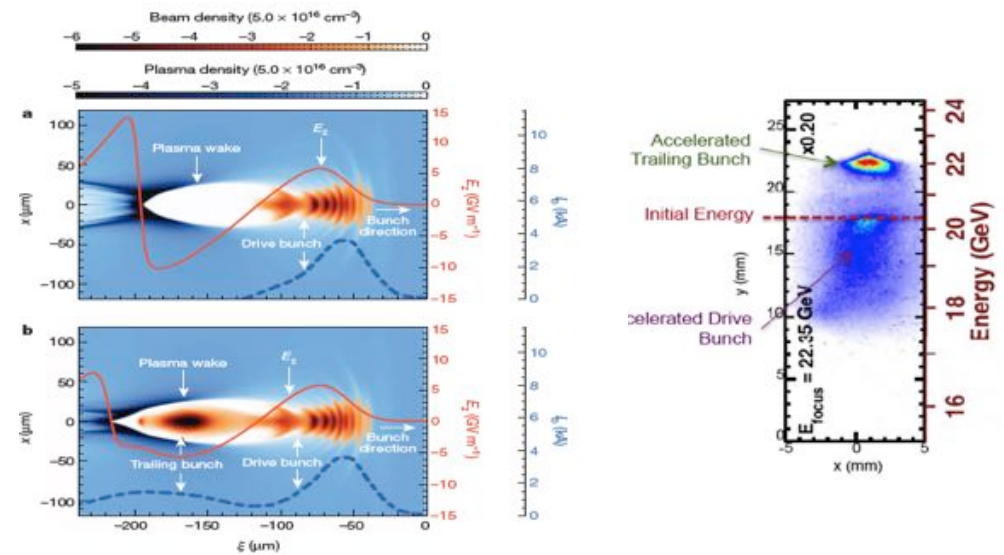 Beam density (5.0 × 10¹⁶ cm⁻³)
−6 −5 −4 −3 −2 −1 0
Plasma density (5.0 × 10¹⁶ cm⁻³)
−5 −4 −3 −2 −1 0
a
100
50
0
−50
−100
x (µm)
Plasma wake
E_z
Drive bunch
Bunch direction
15
10
5
0
−5
−10
−15
E_z (GV m⁻¹)
10
8
6
4
2
0
(kA)
b
100
50
0
−50
−100
x (µm)
Plasma wake
E_z
Trailing bunch
Drive bunch
Bunch direction
15
10
5
0
−5
−10
−15
E_z (GV m⁻¹)
10
8
6
4
2
0
(kA)
−200 −150 −100 −50 0
ξ (µm)
Accelerated
Trailing Bunch
Initial Energy
celerated Drive
Bunch
25
20
15
10
5
0
y (mm)
x0.20
E_focus = 22.35 GeV
−5 0 5
x (mm)
24
22
20
18
16
Energy (GeV)